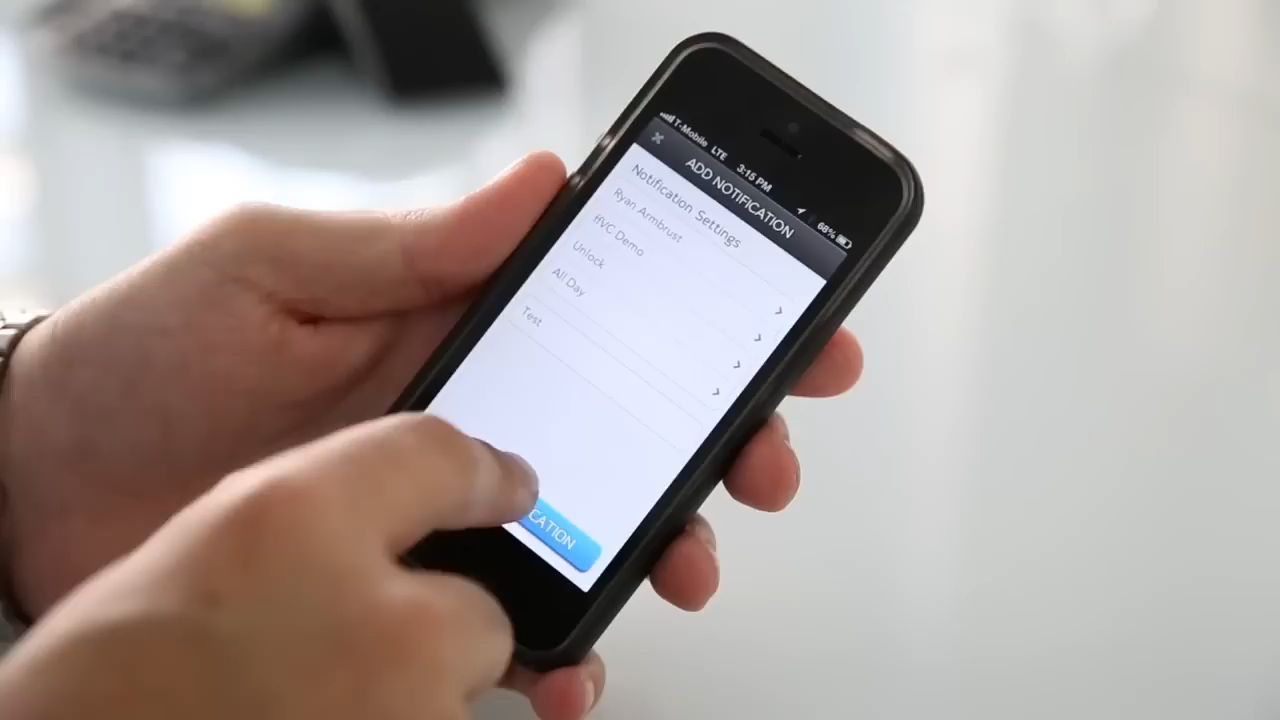 T-Mobile LTE 3:15 PM 68%
ADD NOTIFICATION
Notification Settings
Ryan Armbrust
HVC Demo
Unlock
All Day
Test
CATION